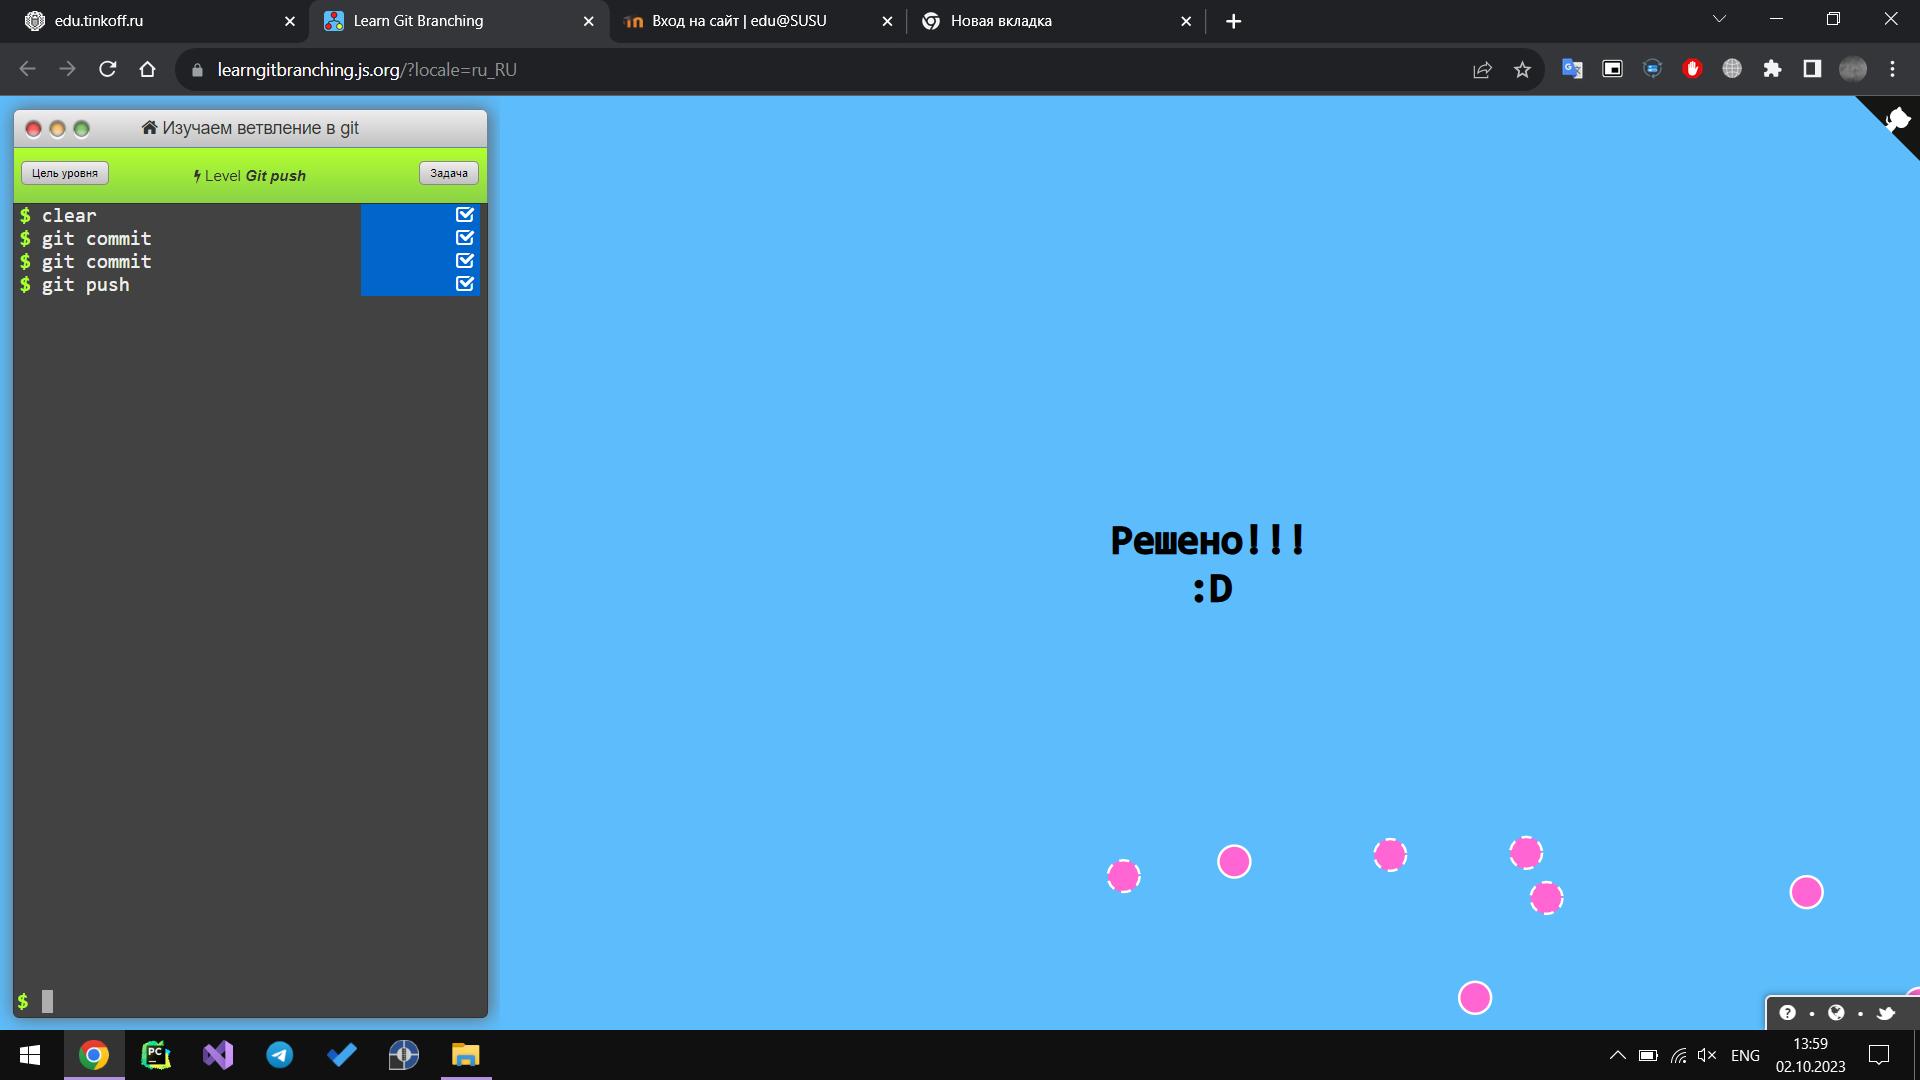 edu.tinkoff.ru
Learn Git Branching
Вход на сайт | edu@SUSU
Новая вкладка
learngitbranching.js.org/?locale=ru_RU
Изучаем ветвление в git
Цель уровня
Level Git push
Задача
$ clear
$ git commit
$ git commit
$ git push
Решено!!!
:D
$
ENG
13:59
02.10.2023